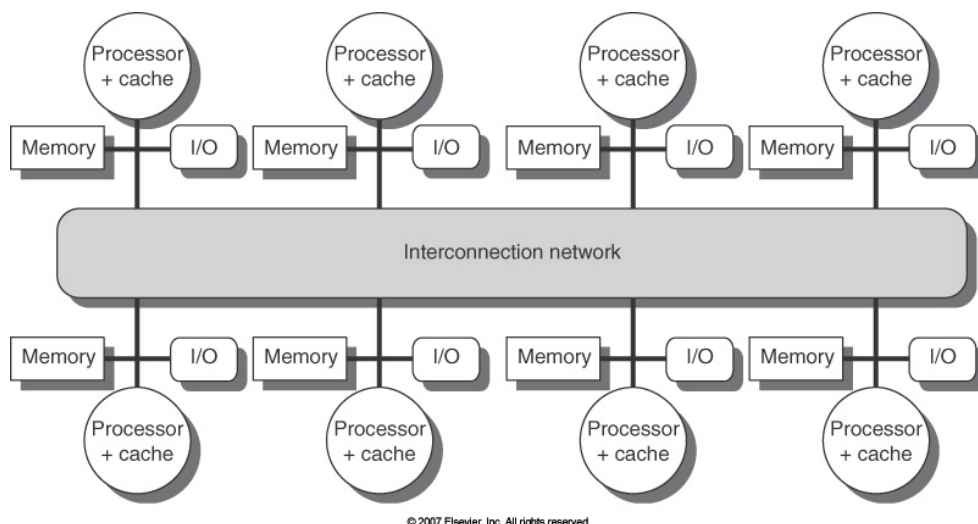 Processor
+ cache
Processor
+ cache
Processor
+ cache
Processor
+ cache
Memory
I/O
Memory
I/O
Memory
I/O
Memory
I/O
Interconnection network
Memory
I/O
Memory
I/O
Memory
I/O
Memory
I/O
Processor
+ cache
Processor
+ cache
Processor
+ cache
Processor
+ cache
© 2007 Elsevier, Inc. All rights reserved.